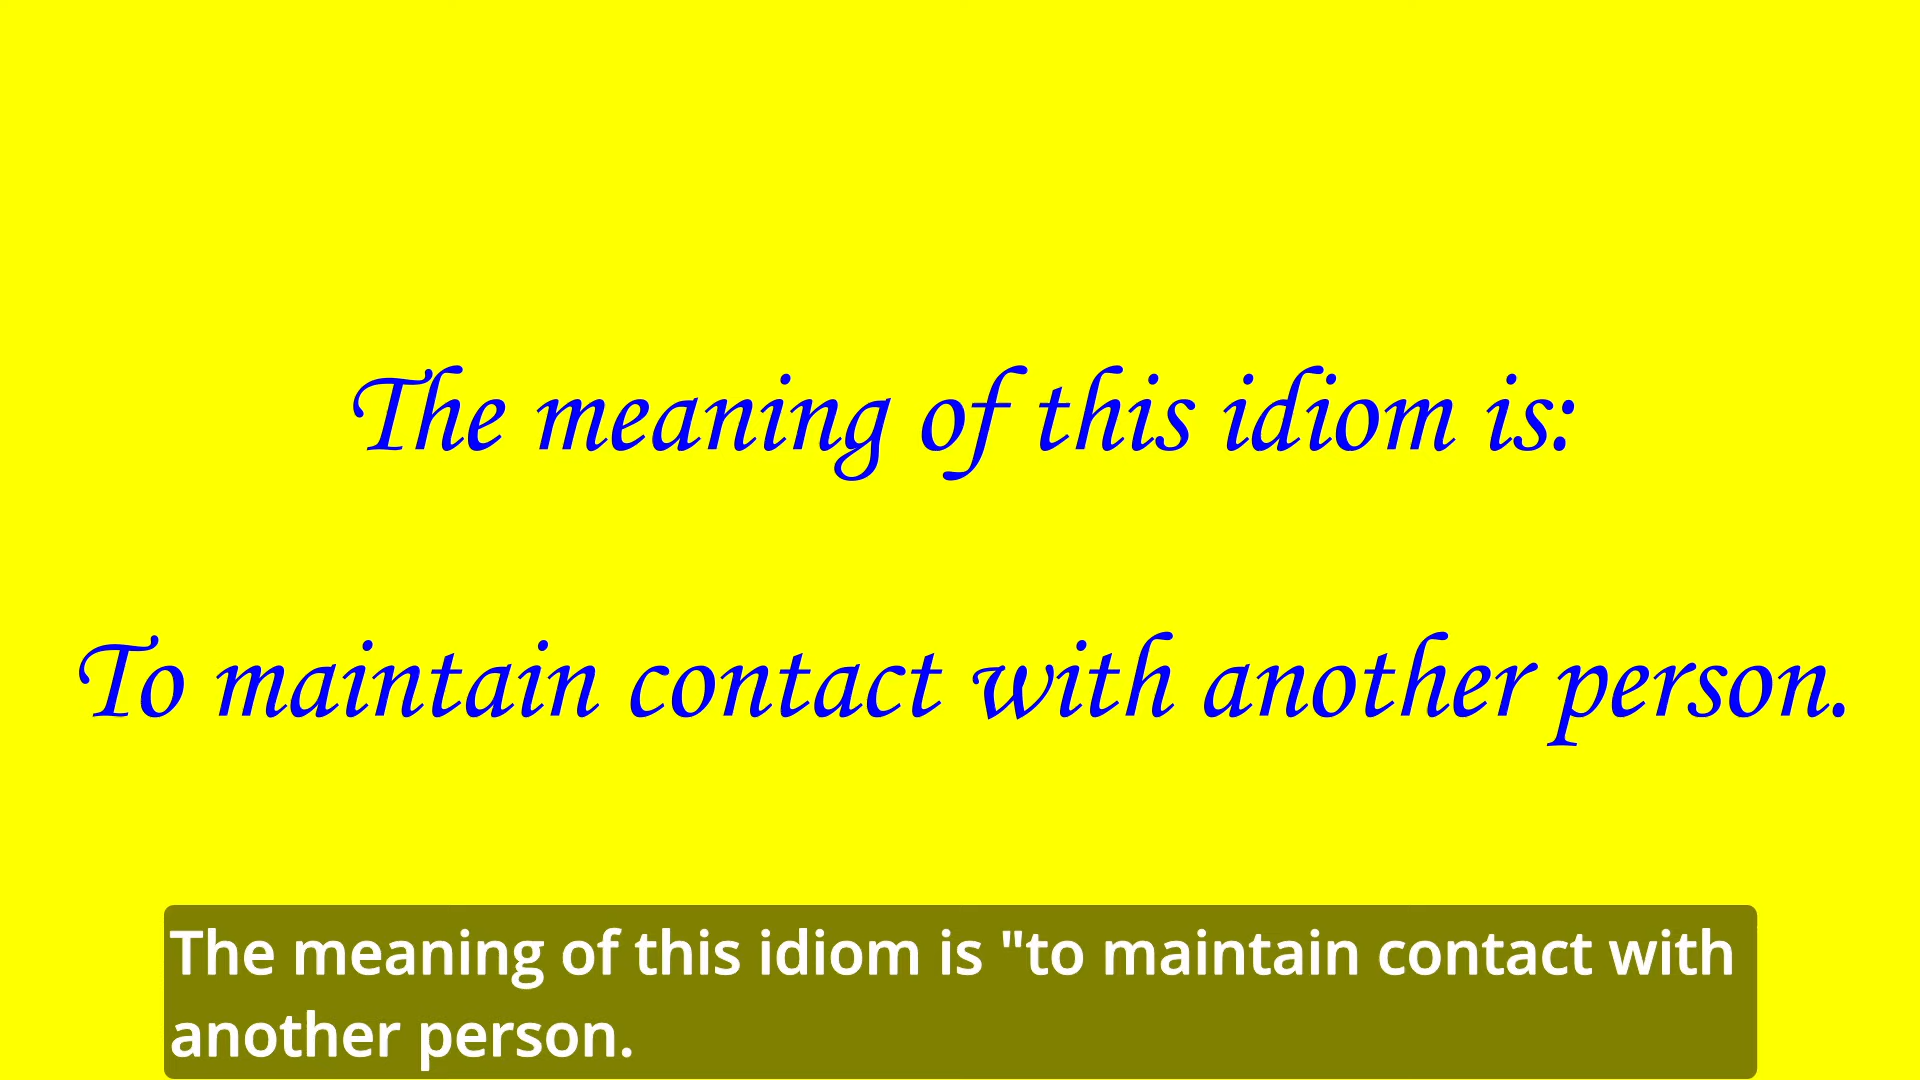 The meaning of this idiom is:
To maintain contact with another person.
The meaning of this idiom is "to maintain contact with
another person.